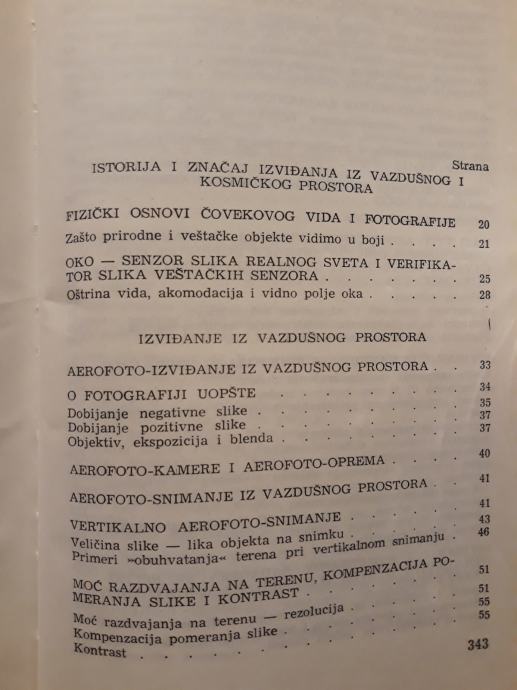 Strana
ISTORIJA I ZNAČAJ IZVIĐANJA IZ VAZDUŠNOG I
KOSMIČKOG PROSTORA
FIZIČKI OSNOVI ČOVEKOVOG VIDA I FOTOGRAFIJE 20
Zašto prirodne i veštačke objekte vidimo u boji . . . . 21
OKO — SENZOR SLIKA REALNOG SVETA I VERIFIKA-
TOR SLIKA VEŠTAČKIH SENZORA . . . . . . 25
Oštrina vida, akomodacija i vidno polje oka . . . . . 28
IZVIĐANJE IZ VAZDUŠNOG PROSTORA
AEROFOTO-IZVIĐANJE IZ VAZDUŠNOG PROSTORA . . 33
O FOTOGRAFIJI UOPŠTE . . . . . . . . 34
Dobijanje negativne slike . . . . . . . . . 35
Dobijanje pozitivne slike . . . . . . . . . 37
Objektiv, ekspozicija i blenda . . . . . . . . 37
AEROFOTO-KAMERE I AEROFOTO-OPREMA . . . . 40
AEROFOTO-SNIMANJE IZ VAZDUŠNOG PROSTORA . . 41
VERTIKALNO AEROFOTO-SNIMANJE . . . . . 41
Veličina slike — lika objekta na snimku . . . . . 43
Primeri »obuhvatanja« terena pri vertikalnom snimanju . 46
MOĆ RAZDVAJANJA NA TERENU, KOMPENZACIJA PO-
MERANJA SLIKE I KONTRAST . . . . . . . 51
Moć razdvajanja na terenu — rezolucija . . . . . 51
Kompenzacija pomeranja slike . . . . . . . . 55
Kontrast . . . . . . . . . . . . 55
343